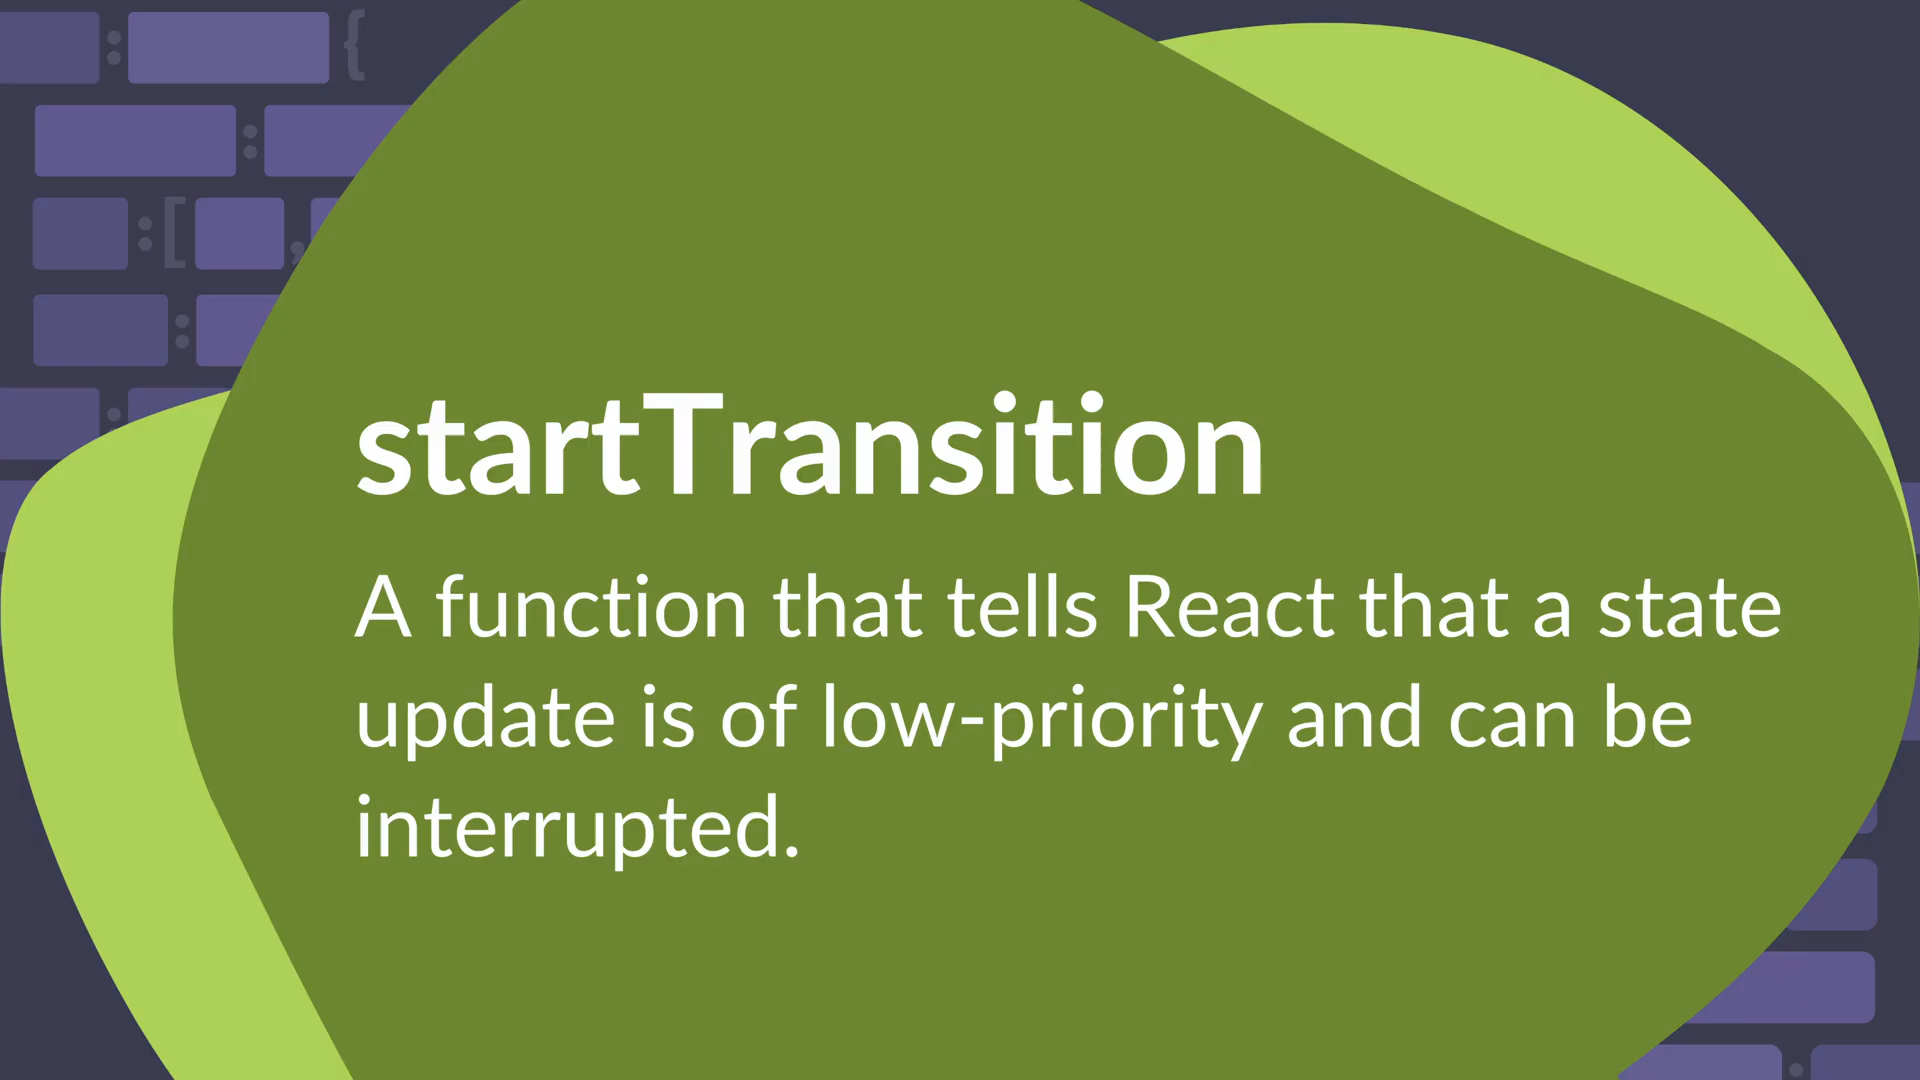 startTransition
A function that tells React that a state
update is of low-priority and can be
interrupted.